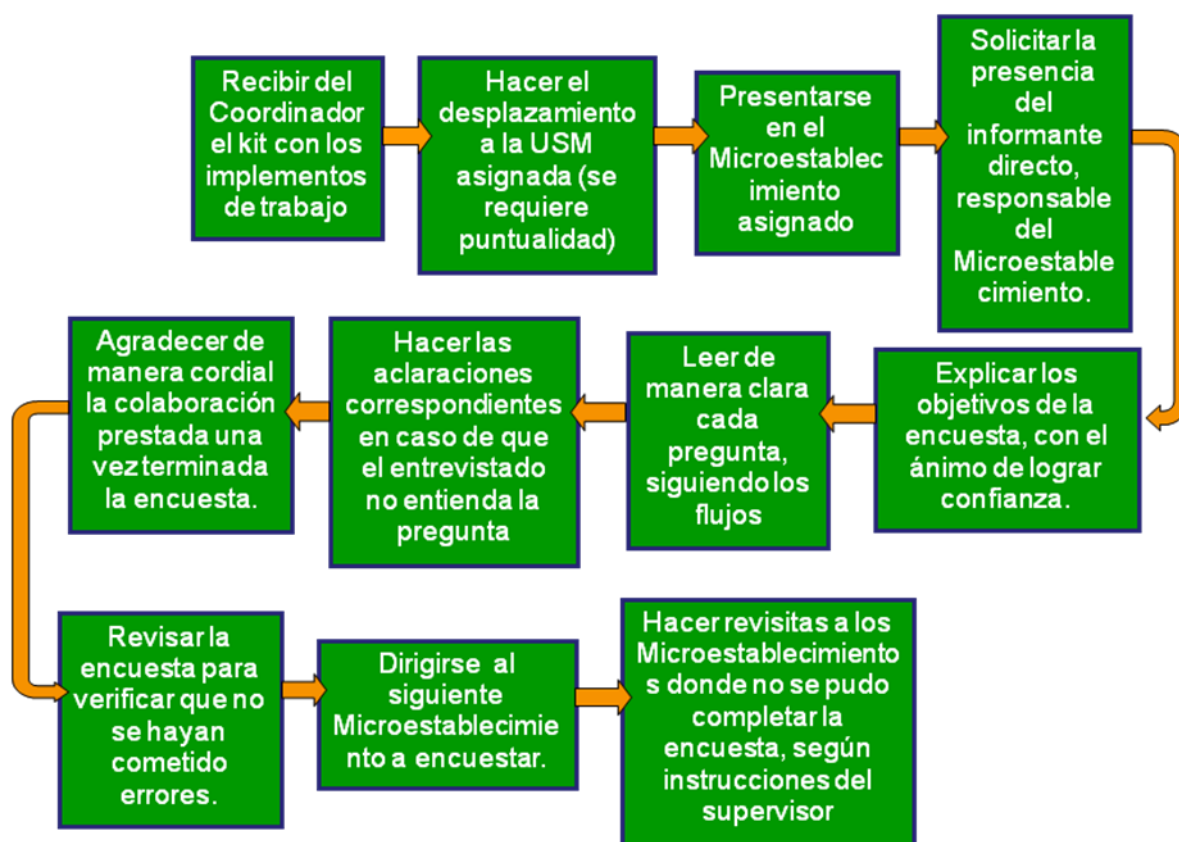 Recibir del
Coordinador
el kit con los
implementos
de trabajo
Hacer el
desplazamiento
a la USM
asignada (se
requiere
puntualidad)
Presentarse
en el
Microestablec
imiento
asignado
Solicitar la
presencia
del
informante
directo,
responsable
del
Microestable
cimiento.
Explicar los
objetivos de la
encuesta, con el
ánimo de lograr
confianza.
Leer de
manera clara
cada
pregunta,
siguiendo los
flujos
Hacer las
aclaraciones
correspondientes
en caso de que
el entrevistado
no entienda la
pregunta
Agradecer de
manera cordial
la colaboración
prestada una
vez terminada
la encuesta.
Revisar la
encuesta para
verificar que no
se hayan
cometido
errores.
Dirigirse al
siguiente
Microestablecimie
nto a encuestar.
Hacer revisitas a los
Microestablecimiento
s donde no se pudo
completar la
encuesta, según
instrucciones del
supervisor